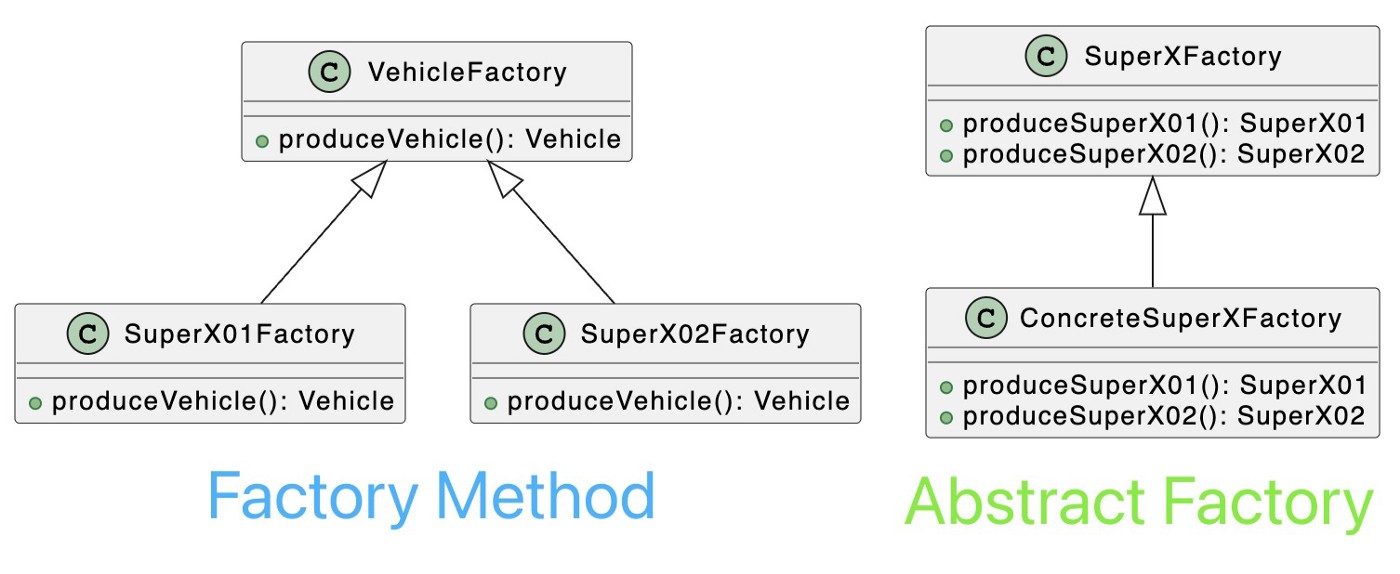 C VehicleFactory
produceVehicle(): Vehicle
C SuperX01Factory
produceVehicle(): Vehicle
C SuperX02Factory
produceVehicle(): Vehicle
Factory Method
C SuperXFactory
produceSuperX01(): SuperX01
produceSuperX02(): SuperX02
C ConcreteSuperXFactory
produceSuperX01(): SuperX01
produceSuperX02(): SuperX02
Abstract Factory